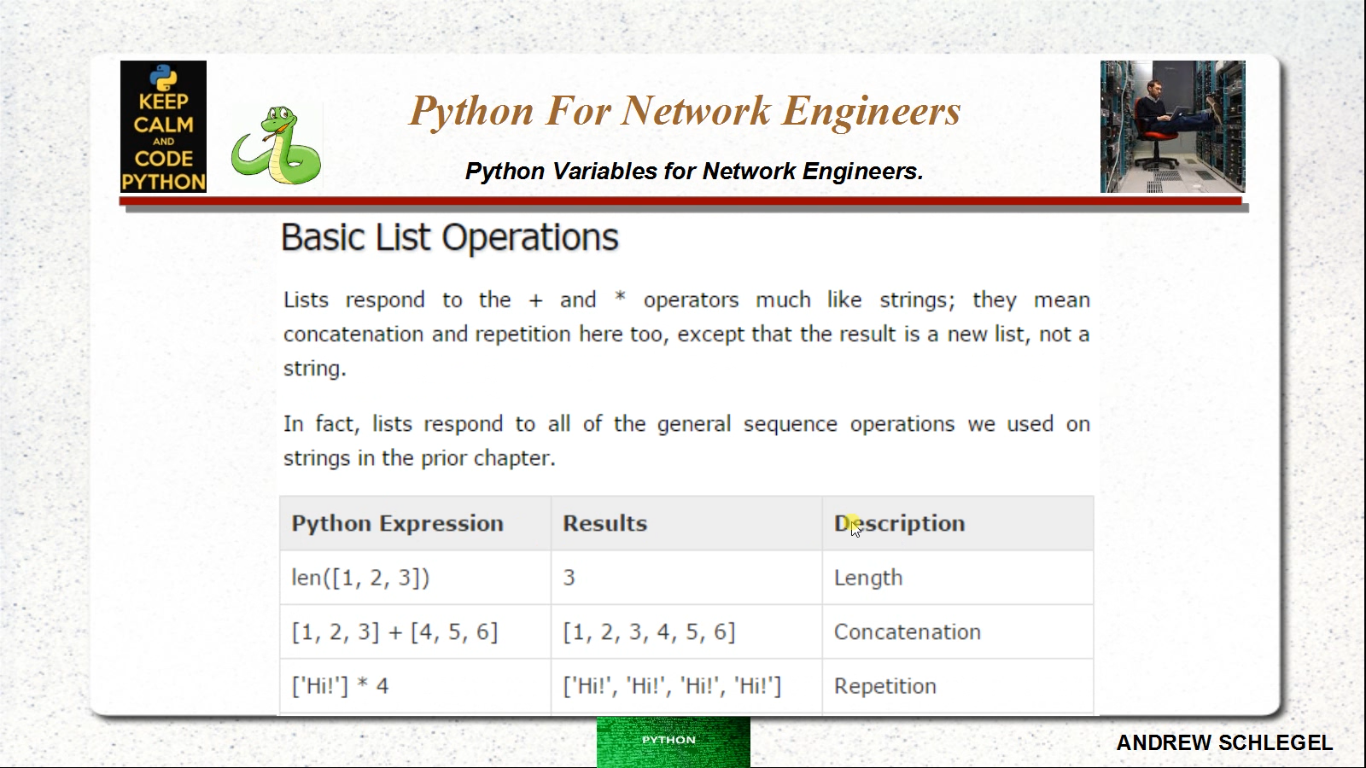 KEEP
CALM
AND
CODE
PYTHON
Python For Network Engineers
Python Variables for Network Engineers.
Basic List Operations
Lists respond to the + and * operators much like strings; they mean
concatenation and repetition here too, except that the result is a new list, not a
string.
In fact, lists respond to all of the general sequence operations we used on
strings in the prior chapter.
Python Expression Results Description
len([1, 2, 3]) 3 Length
[1, 2, 3] + [4, 5, 6] [1, 2, 3, 4, 5, 6] Concatenation
['Hi!'] * 4 ['Hi!', 'Hi!', 'Hi!', 'Hi!'] Repetition
PYTHON
ANDREW SCHLEGEL